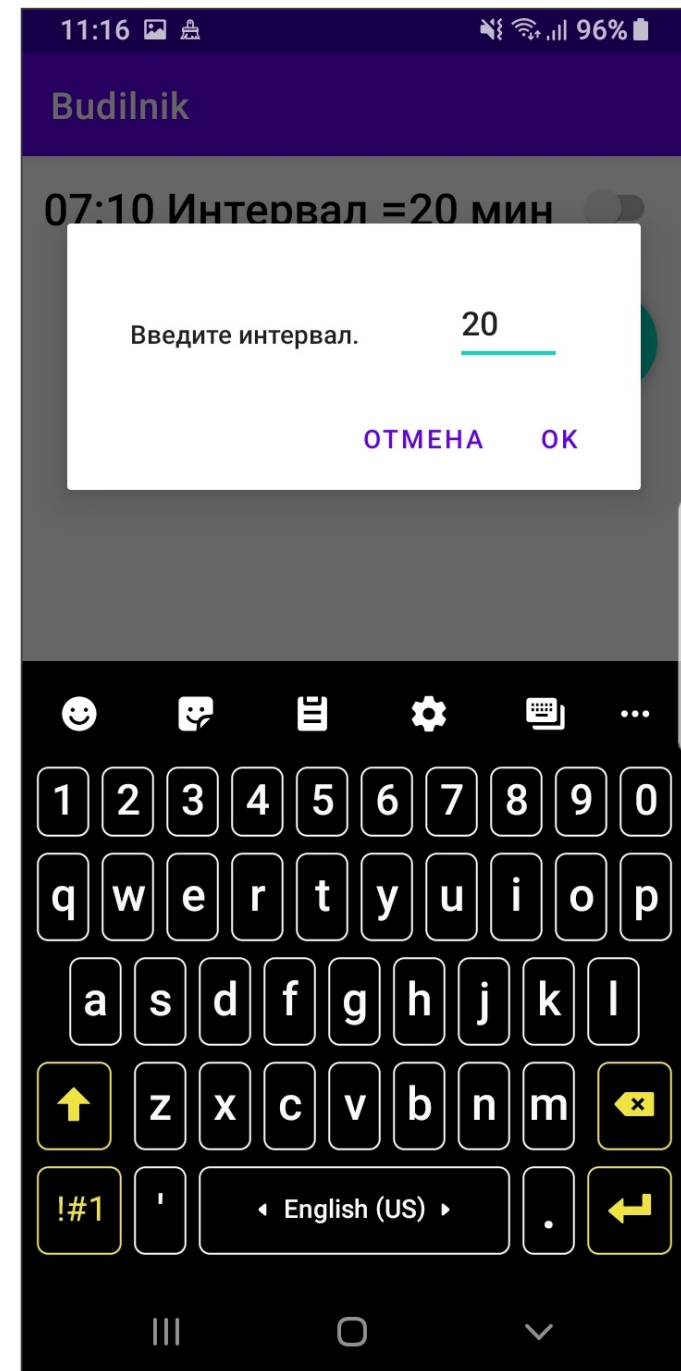 11:16 96%
Budilnik
07:10 Интервал =20 мин
Введите интервал. 20
ОТМЕНА OK
1 2 3 4 5 6 7 8 9 0
q w e r t y u i o p
a s d f g h j k l
z x c v b n m
!#1 ' English (US) .